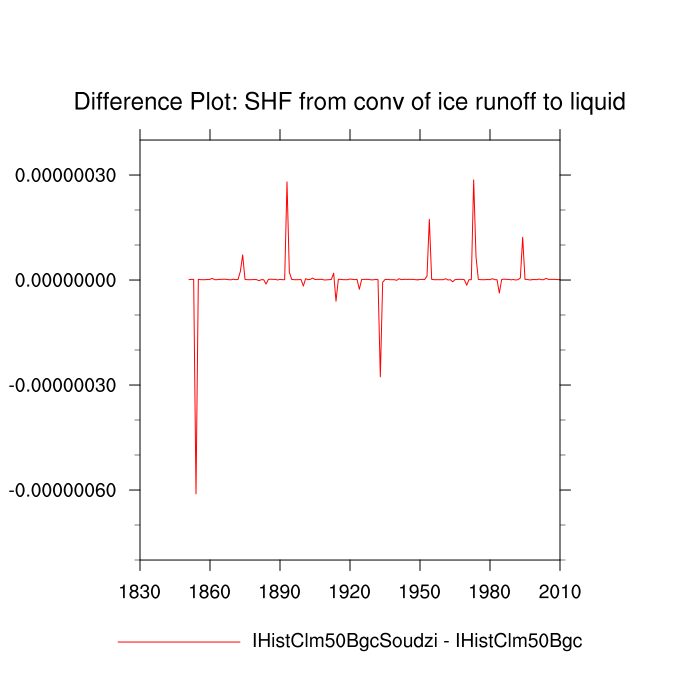 Difference Plot: SHF from conv of ice runoff to liquid
0.00000030
0.00000000
-0.00000030
-0.00000060
1830 1860 1890 1920 1950 1980 2010
IHistClm50BgcSoudzi - IHistClm50Bgc